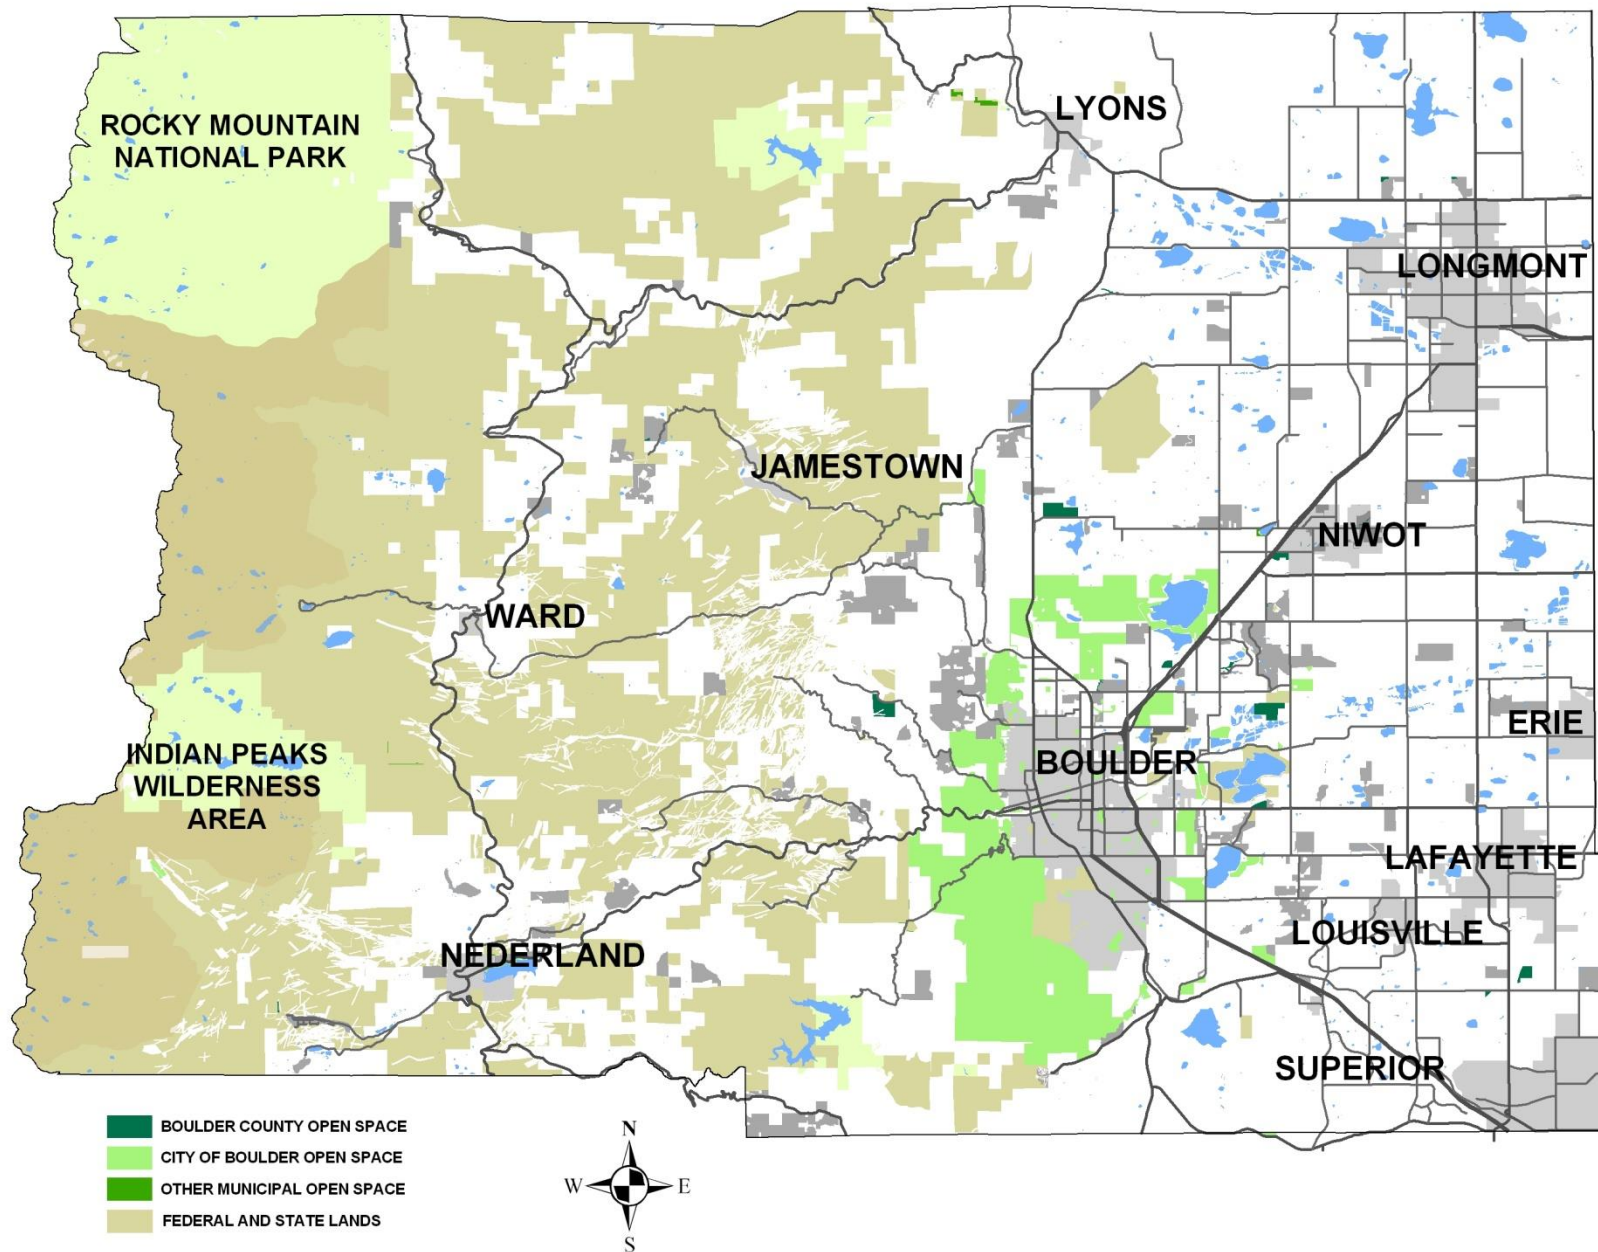 ROCKY MOUNTAIN
NATIONAL PARK
LYONS
LONGMONT
JAMESTOWN
NIWOT
WARD
ERIE
INDIAN PEAKS
WILDERNESS
AREA
BOULDER
LAFAYETTE
LOUISVILLE
NEDERLAND
SUPERIOR
BOULDER COUNTY OPEN SPACE
CITY OF BOULDER OPEN SPACE
OTHER MUNICIPAL OPEN SPACE
FEDERAL AND STATE LANDS
N
W E
S